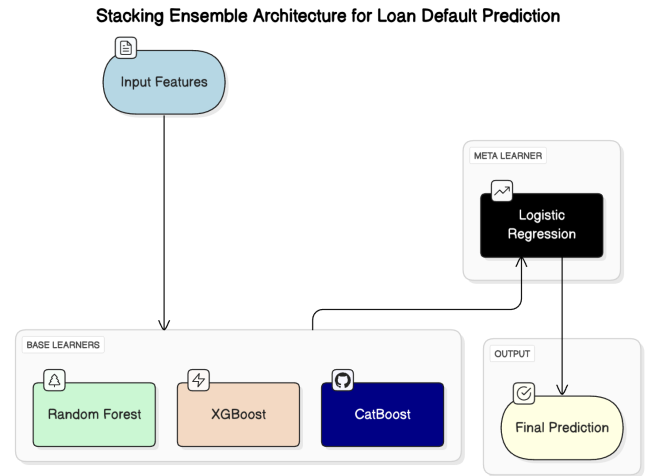 Stacking Ensemble Architecture for Loan Default Prediction
Input Features
META LEARNER
Logistic
Regression
BASE LEARNERS
Random Forest
XGBoost
CatBoost
OUTPUT
Final Prediction